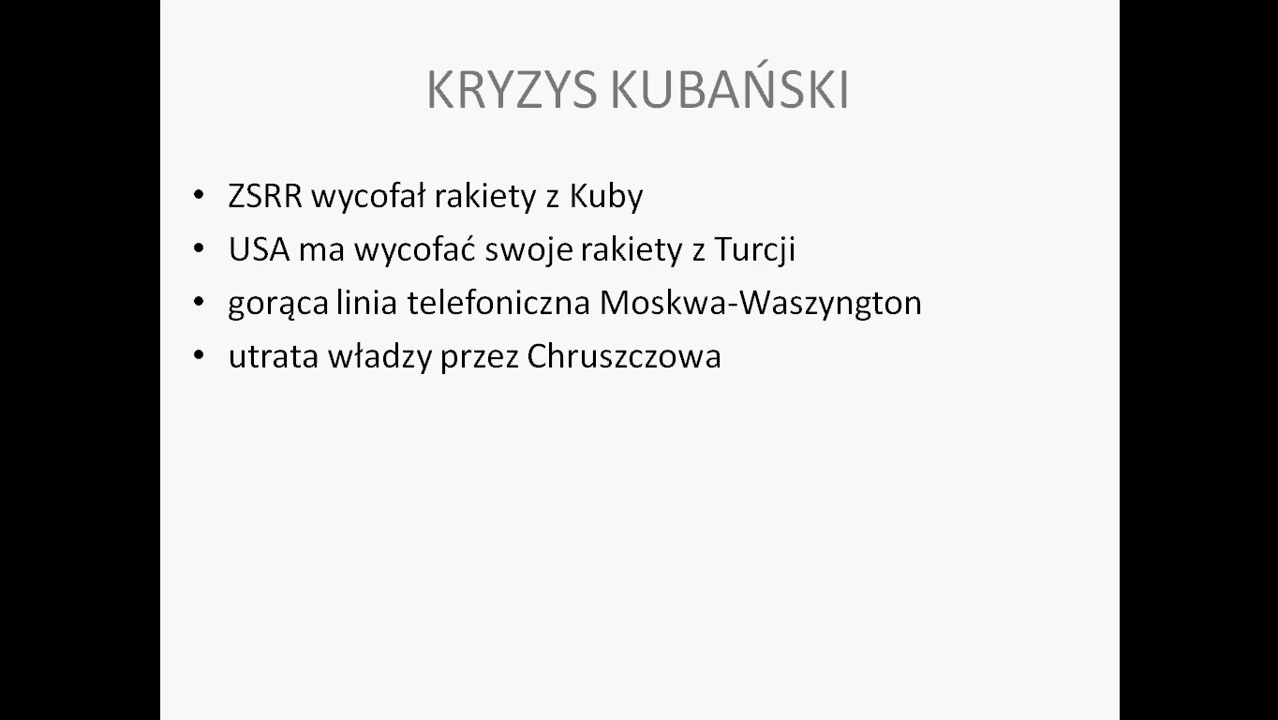 KRYZYS KUBAŃSKI
• ZSRR wycofał rakiety z Kuby
• USA ma wycofać swoje rakiety z Turcji
• gorąca linia telefoniczna Moskwa-Waszyngton
• utrata władzy przez Chruszczowa